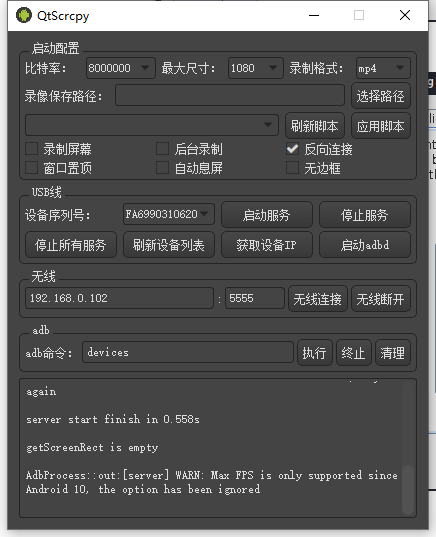 QtScrcpy
启动配置
比特率： 8000000 最大尺寸： 1080 录制格式： mp4
录像保存路径： 选择路径
刷新脚本 应用脚本
录制屏幕 后台录制 反向连接
窗口置顶 自动息屏 无边框
USB线
设备序列号： FA6990310620 启动服务 停止服务
停止所有服务 刷新设备列表 获取设备IP 启动adbd
无线
192.168.0.102 : 5555 无线连接 无线断开
adb
adb命令： devices 执行 终止 清理
again
server start finish in 0.558s
getScreenRect is empty
AdbProcess::out:[server] WARN: Max FPS is only supported since
Android 10, the option has been ignored